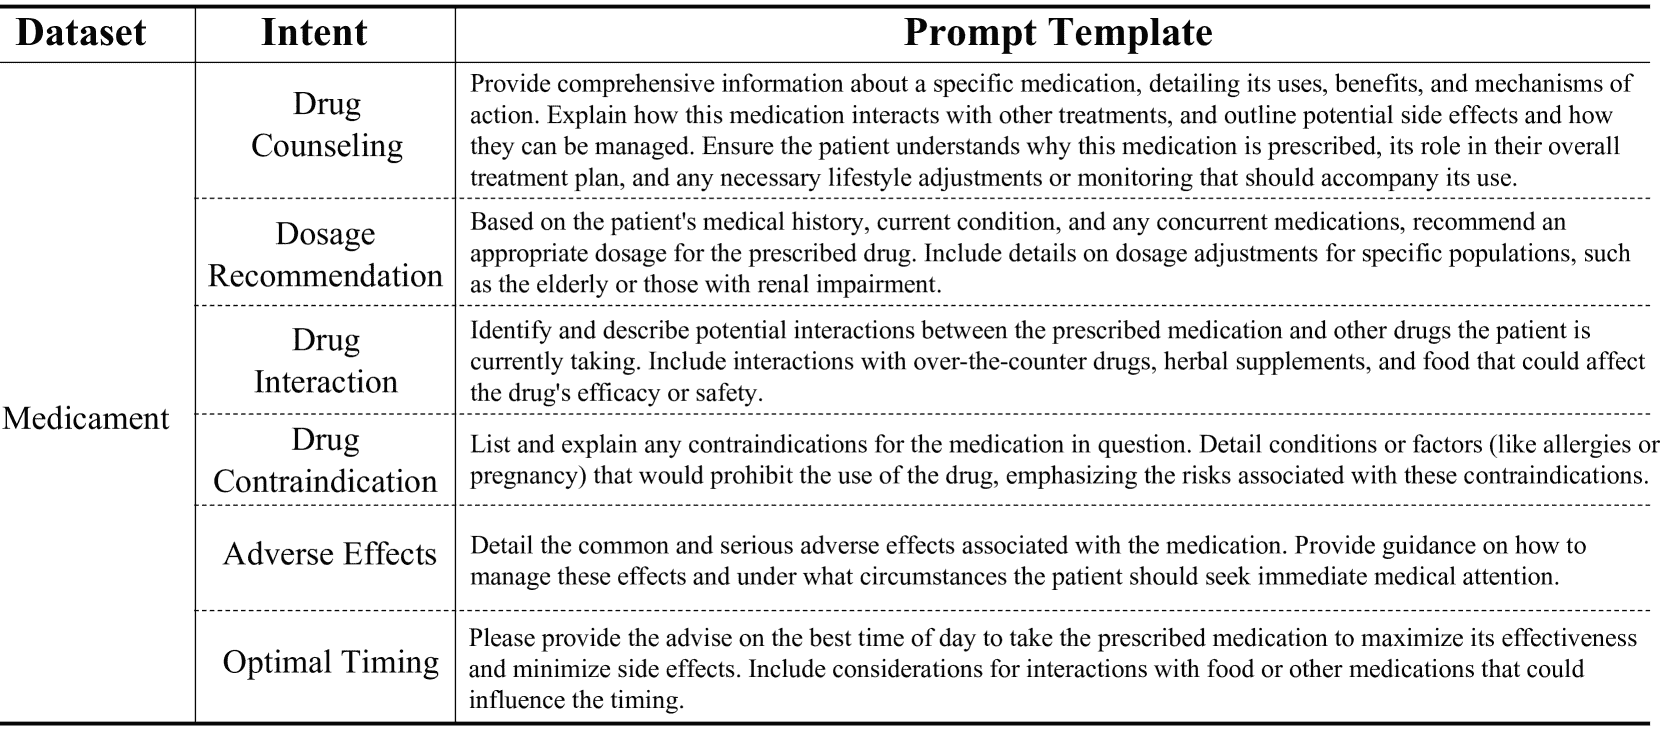 Dataset Intent Prompt Template
Drug
Counseling
Provide comprehensive information about a specific medication, detailing its uses, benefits, and mechanisms of
action. Explain how this medication interacts with other treatments, and outline potential side effects and how
they can be managed. Ensure the patient understands why this medication is prescribed, its role in their overall
treatment plan, and any necessary lifestyle adjustments or monitoring that should accompany its use.
Dosage
Recommendation
Based on the patient's medical history, current condition, and any concurrent medications, recommend an
appropriate dosage for the prescribed drug. Include details on dosage adjustments for specific populations, such
as the elderly or those with renal impairment.
Drug
Interaction
Identify and describe potential interactions between the prescribed medication and other drugs the patient is
currently taking. Include interactions with over-the-counter drugs, herbal supplements, and food that could affect
the drug's efficacy or safety.
Medicament
Drug
Contraindication
List and explain any contraindications for the medication in question. Detail conditions or factors (like allergies or
pregnancy) that would prohibit the use of the drug, emphasizing the risks associated with these contraindications.
Adverse Effects
Detail the common and serious adverse effects associated with the medication. Provide guidance on how to
manage these effects and under what circumstances the patient should seek immediate medical attention.
Optimal Timing
Please provide the advise on the best time of day to take the prescribed medication to maximize its effectiveness
and minimize side effects. Include considerations for interactions with food or other medications that could
influence the timing.